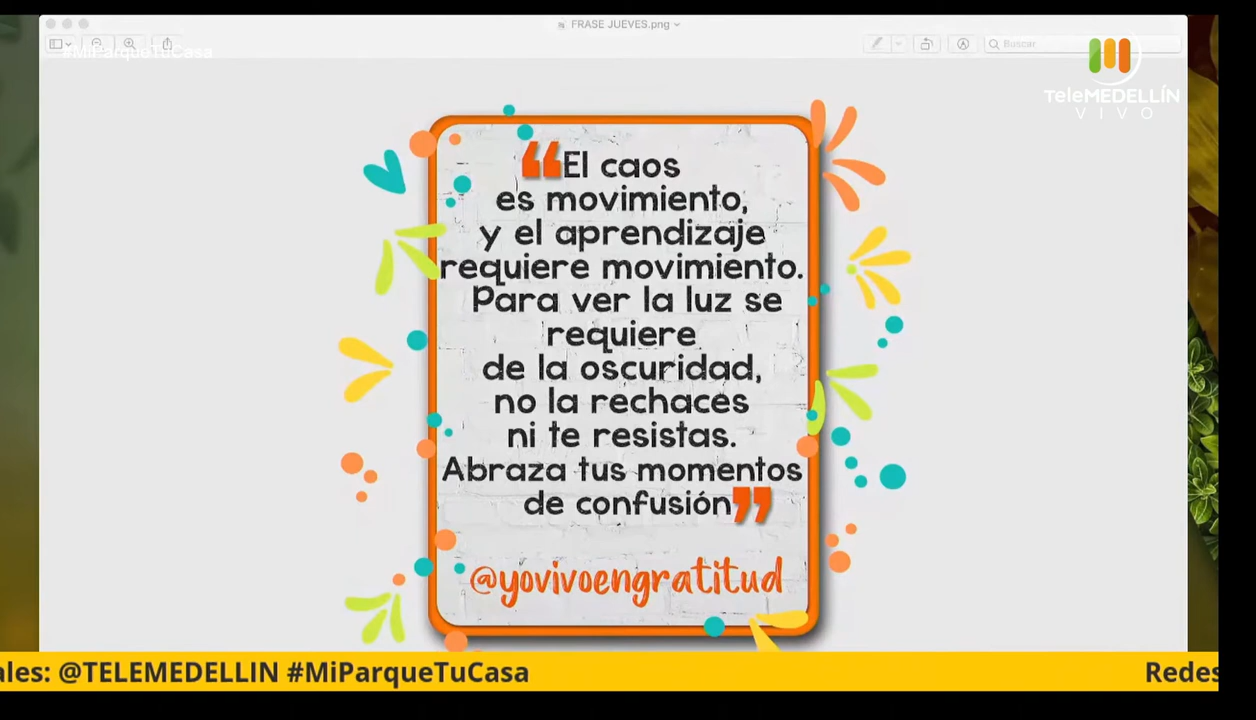 FRASE JUEVES.png
#MiParqueTuCasa
Buscar
TeleMEDELLÍN
VIVO
“El caos
es movimiento,
y el aprendizaje
requiere movimiento.
Para ver la luz se
requiere
de la oscuridad,
no la rechaces
ni te resistas.
Abraza tus momentos
de confusión”
@yovivoengratitud
ales: @TELEMEDELLIN #MiParqueTuCasa
Redes